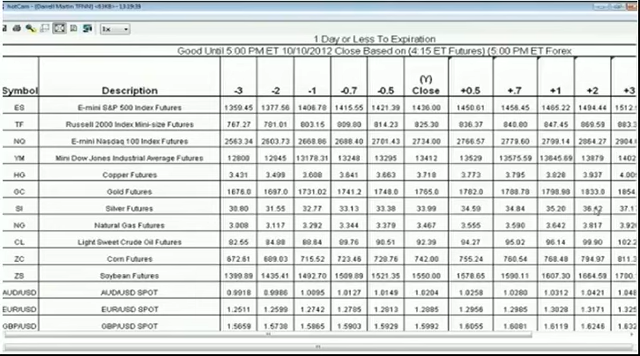 HotCam - [Darrell Martin TFNN] <63KB> - 13:19:39
1x
1 Day or Less To Expiration
Good Until 5:00 PM ET 10/10/2012 Close Based on (4:15 ET Futures) (5:00 PM ET Forex
Symbol Description -3 -2 -1 -0.7 -0.5 (Y) Close +0.5 +.7 +1 +2 +3
ES E-mini S&P 500 Index Futures 1359.45 1377.56 1406.78 1415.55 1421.39 1436.00 1450.61 1456.45 1465.22 1494.44 1512.
TF Russell 2000 Index Mini-size Futures 767.27 781.01 803.15 809.80 814.23 825.30 836.37 840.80 847.45 869.59 883.
NQ E-mini Nasdaq 100 Index Futures 2563.34 2603.73 2668.86 2688.40 2701.43 2734.00 2766.57 2779.60 2799.14 2864.27 2904.
YM Mini Dow Jones Industrial Average Futures 12800 12945 13178.31 13248 13295 13412 13529 13575.59 13645.69 13879 1402
HG Copper Futures 3.431 3.499 3.608 3.641 3.663 3.718 3.773 3.795 3.828 3.937 4.00
GC Gold Futures 1676.0 1697.0 1731.02 1741.2 1748.0 1765.0 1782.0 1788.78 1798.98 1833.0 1854
SI Silver Futures 30.80 31.55 32.77 33.13 33.38 33.99 34.59 34.84 35.20 37.1
NG Natural Gas Futures 3.008 3.117 3.292 3.344 3.379 3.467 3.555 3.590 3.642 3.817 3.92
CL Light Sweet Crude Oil Futures 82.55 84.88 88.64 89.76 90.51 92.39 94.27 95.02 96.14 99.90 102.
ZC Corn Futures 672.61 689.03 715.52 723.46 728.76 742.00 755.24 760.54 768.48 794.97 811.
ZS Soybean Futures 1399.89 1435.41 1492.70 1509.89 1521.35 1550.00 1578.65 1590.11 1607.30 1664.59 1700.
AUD/USD AUD/USD SPOT 0.9918 0.9986 1.0095 1.0127 1.0149 1.0204 1.0258 1.0280 1.0312 1.0421 1.048
EUR/USD EUR/USD SPOT 1.2511 1.2599 1.2742 1.2785 1.2813 1.2885 1.2956 1.2985 1.3028 1.3171 1.325
GBP/USD GBP/USD SPOT 1.5659 1.5738 1.5865 1.5903 1.5929 1.5992 1.6055 1.6081 1.6119 1.6246 1.632